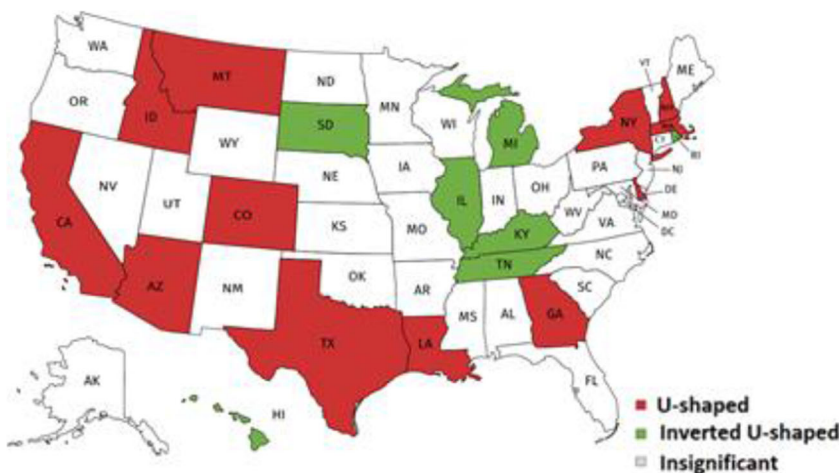 WA
MT
ND
MN
VT
ME
OR
ID
SD
WI
MI
NY
WY
IA
PA
NV
NE
OH
NJ
RI
UT
CO
IL
IN
WV
DE
CA
KS
MO
KY
VA
MD
DC
AZ
NM
OK
AR
TN
NC
SC
TX
LA
MS
AL
GA
AK
HI
FL
U-shaped
Inverted U-shaped
Insignificant